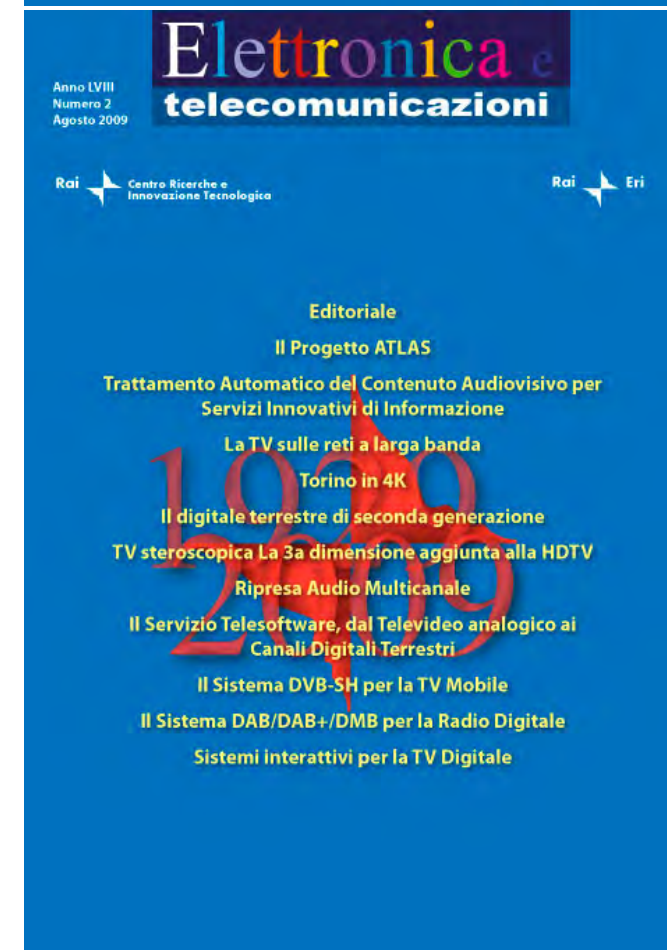 Elettronica e
telecomunicazioni
Anno LVIII
Numero 2
Agosto 2009
Rai Centro Ricerche e
Innovazione Tecnologica
Rai Eri
Editoriale
Il Progetto ATLAS
Trattamento Automatico del Contenuto Audiovisivo per
Servizi Innovativi di Informazione
La TV sulle reti a larga banda
Torino in 4K
Il digitale terrestre di seconda generazione
TV steroscopica La 3a dimensione aggiunta alla HDTV
Ripresa Audio Multicanale
Il Servizio Telesoftware, dal Televideo analogico ai
Canali Digitali Terrestri
Il Sistema DVB-SH per la TV Mobile
Il Sistema DAB/DAB+/DMB per la Radio Digitale
Sistemi interattivi per la TV Digitale
1929
2009